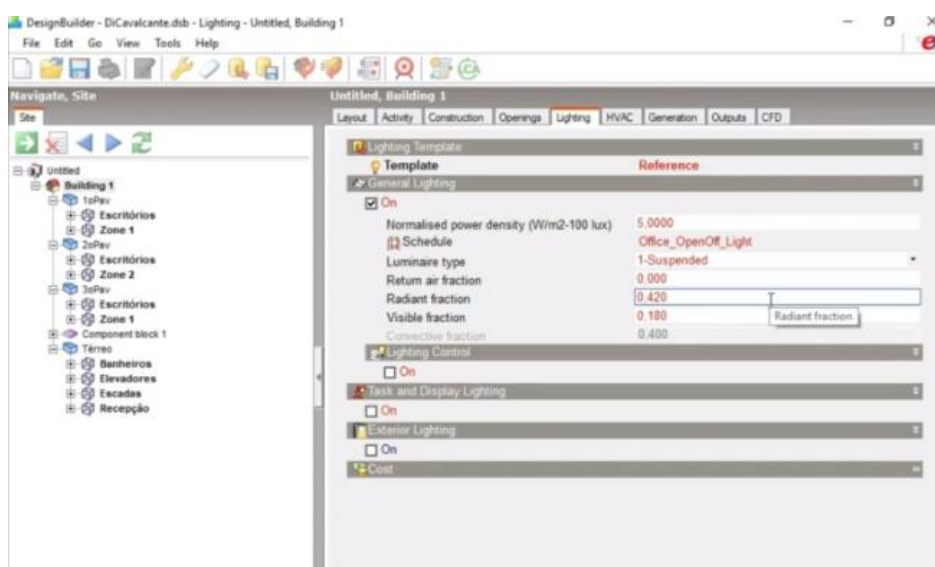 DesignBuilder - DiCavalcante.dsb - Lighting - Untitled, Building 1
File Edit Go View Tools Help
Navigate, Site
Untitled, Building 1
Site
Layout Activity Construction Openings Lighting HVAC Generation Outputs CFD
Untitled
Building 1
1oPav
Escritórios
Zone 1
2oPav
Escritórios
Zone 2
3oPav
Escritórios
Zone 1
Component block 1
Térreo
Banheiros
Elevadores
Escadas
Recepção
Lighting Template
Template Reference
General Lighting
On
Normalised power density (W/m2-100 lux) 5,0000
Schedule Office_OpenOff_Light
Luminaire type 1-Suspended
Return air fraction 0,000
Radiant fraction 0,420
Visible fraction 0,180
Radiant fraction
Convective fraction 0,400
Lighting Control
On
Task and Display Lighting
On
Exterior Lighting
On
Cost